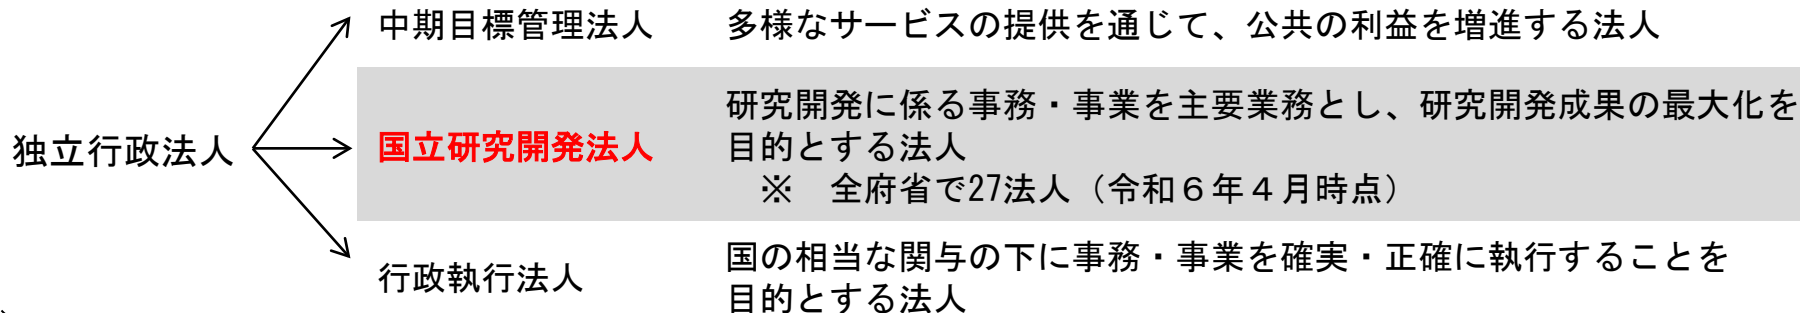 中期目標管理法人　多様なサービスの提供を通じて、公共の利益を増進する法人
独立行政法人
国立研究開発法人　研究開発に係る事務・事業を主要業務とし、研究開発成果の最大化を
目的とする法人
※　全府省で27法人（令和６年４月時点）
行政執行法人　国の相当な関与の下に事務・事業を確実・正確に執行することを
目的とする法人